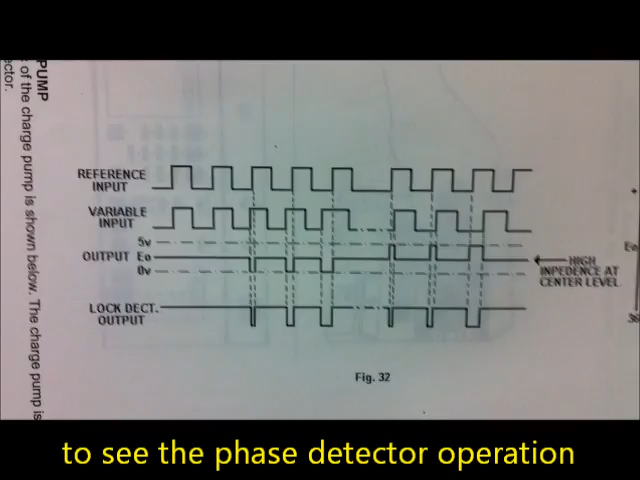 PUMP
of the charge pump is shown below. The charge pump is
ector.
REFERENCE
INPUT
VARIABLE
INPUT
5v
OUTPUT Eo
0v
HIGH
INPEDENCE AT
CENTER LEVEL
LOCK DECT.
OUTPUT
Eo
Fig. 32
to see the phase detector operation